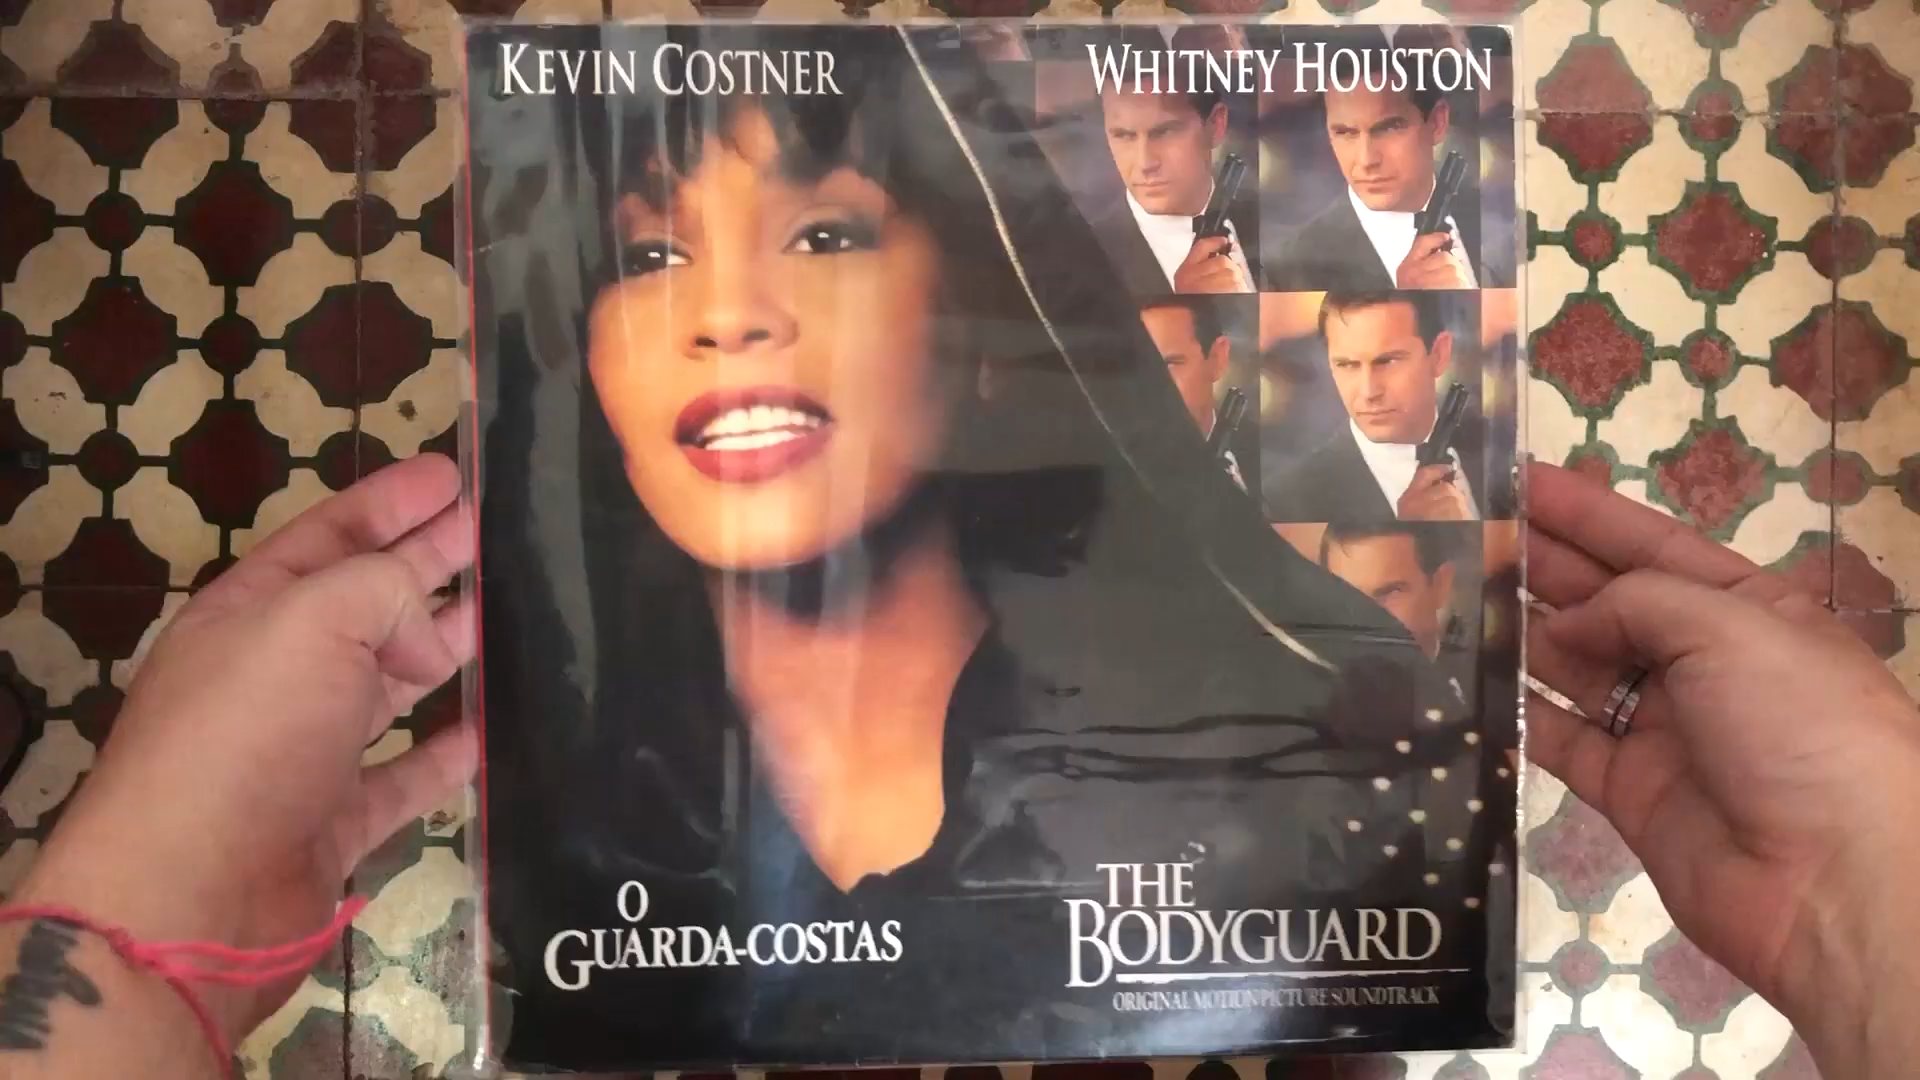 KEVIN COSTNER
WHITNEY HOUSTON
O
GUARDA-COSTAS
THE
BODYGUARD
ORIGINAL MOTION PICTURE SOUNDTRACK